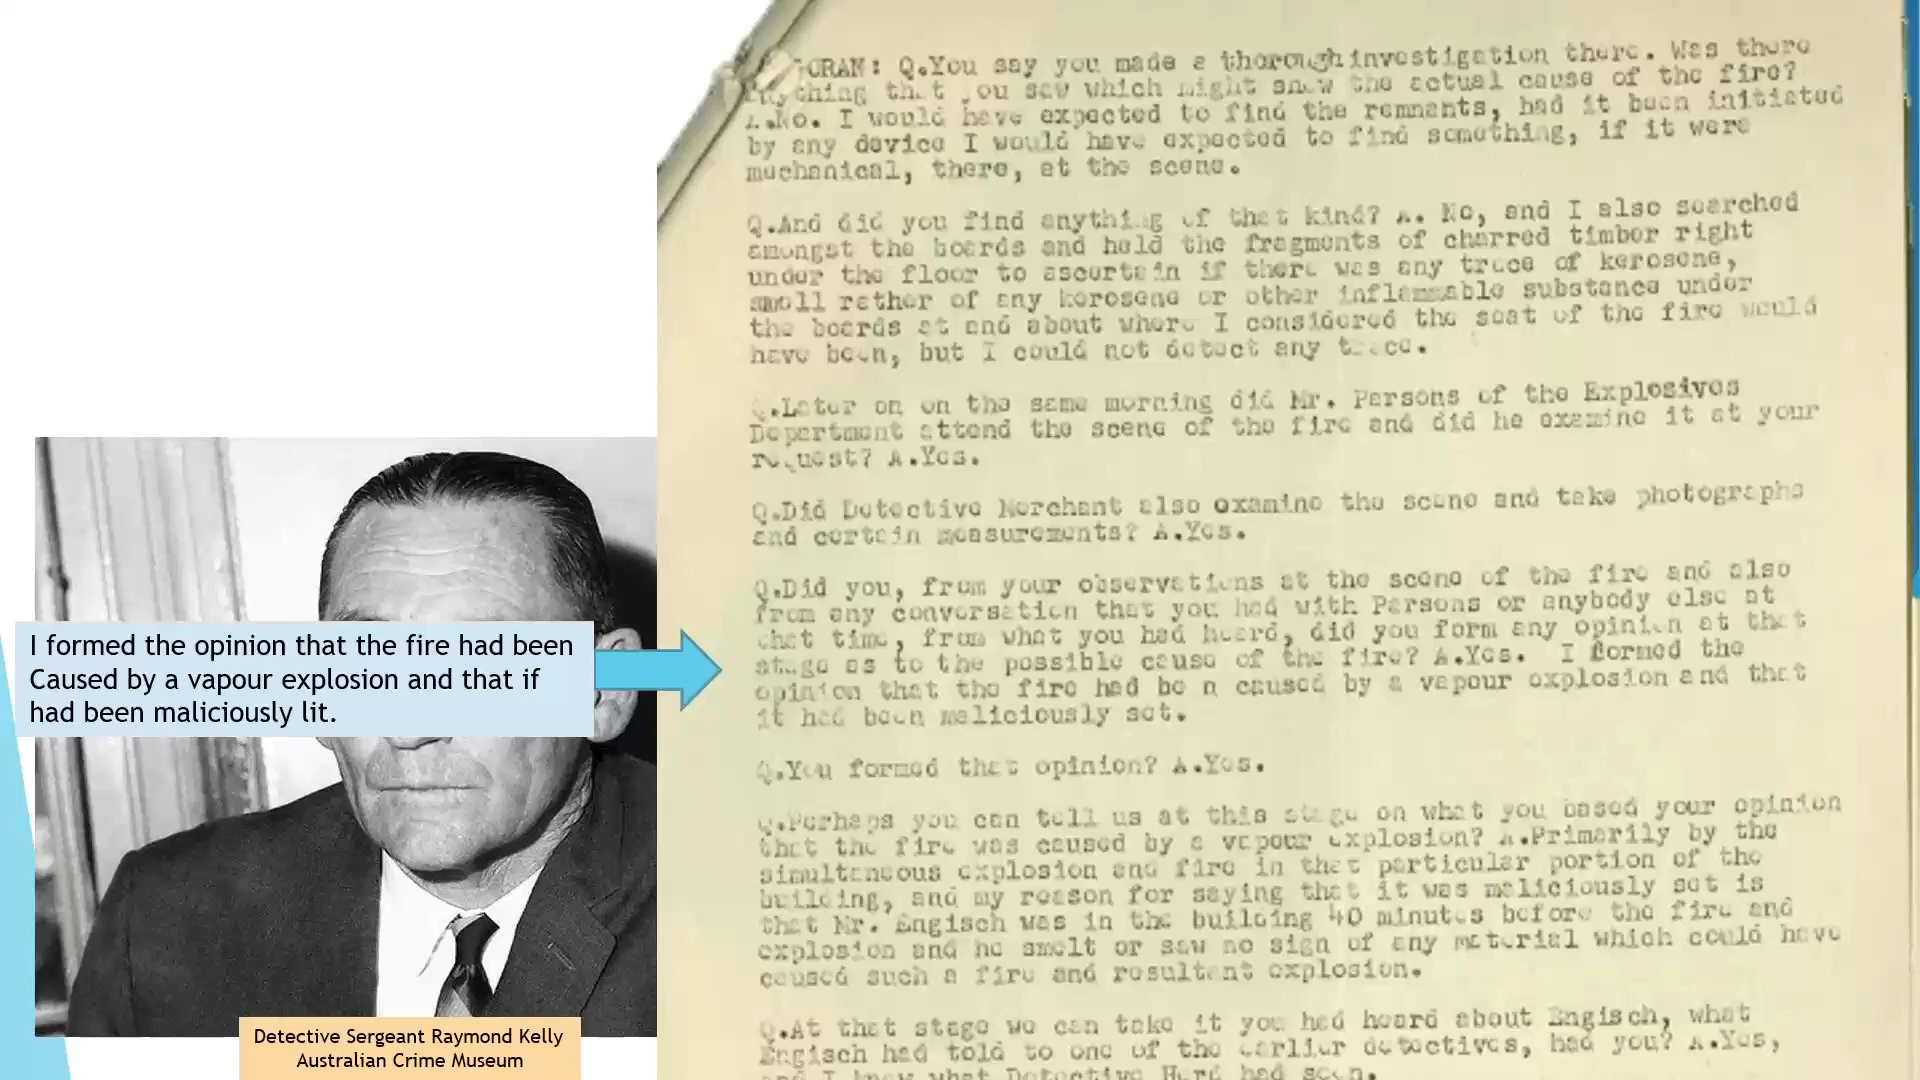 I formed the opinion that the fire had been
Caused by a vapour explosion and that if
had been maliciously lit.
Detective Sergeant Raymond Kelly
Australian Crime Museum
ORAN: Q.You say you made a thorough investigation there. Was there
anything that you saw which might show the actual cause of the fire?
A.No. I would have expected to find the remnants, had it been initiated
by any device I would have expected to find something, if it were
mechanical, there, at the scene.
Q.And did you find anything of that kind? A. No, and I also searched
amongst the boards and held the fragments of charred timber right
under the floor to ascertain if there was any trace of kerosene,
smell rather of any kerosene or other inflammable substance under
the boards at and about where I considered the seat of the fire would
have been, but I could not detect any trace.
Q.Later on on the same morning did Mr. Parsons of the Explosives
Department attend the scene of the fire and did he examine it at your
request? A.Yes.
Q.Did Detective Merchant also examine the scene and take photographs
and certain measurements? A.Yes.
Q.Did you, from your observations at the scene of the fire and also
from any conversation that you had with Parsons or anybody else at
that time, from what you had heard, did you form any opinion at that
stage as to the possible cause of the fire? A.Yes. I formed the
opinion that the fire had be n caused by a vapour explosion and that
it had been maliciously set.
Q.You formed that opinion? A.Yes.
Q.Perhaps you can tell us at this stage on what you based your opinion
that the fire was caused by a vapour explosion? A.Primarily by the
simultaneous explosion and fire in that particular portion of the
building, and my reason for saying that it was maliciously set is
that Mr. Engisch was in the building 40 minutes before the fire and
explosion and he smelt or saw no sign of any material which could have
caused such a fire and resultant explosion.
Q.At that stage we can take it you had heard about Engisch, what
Engisch had told to one of the earlier detectives, had you? A.Yes,
and I knew what Detective Hurd had seen.